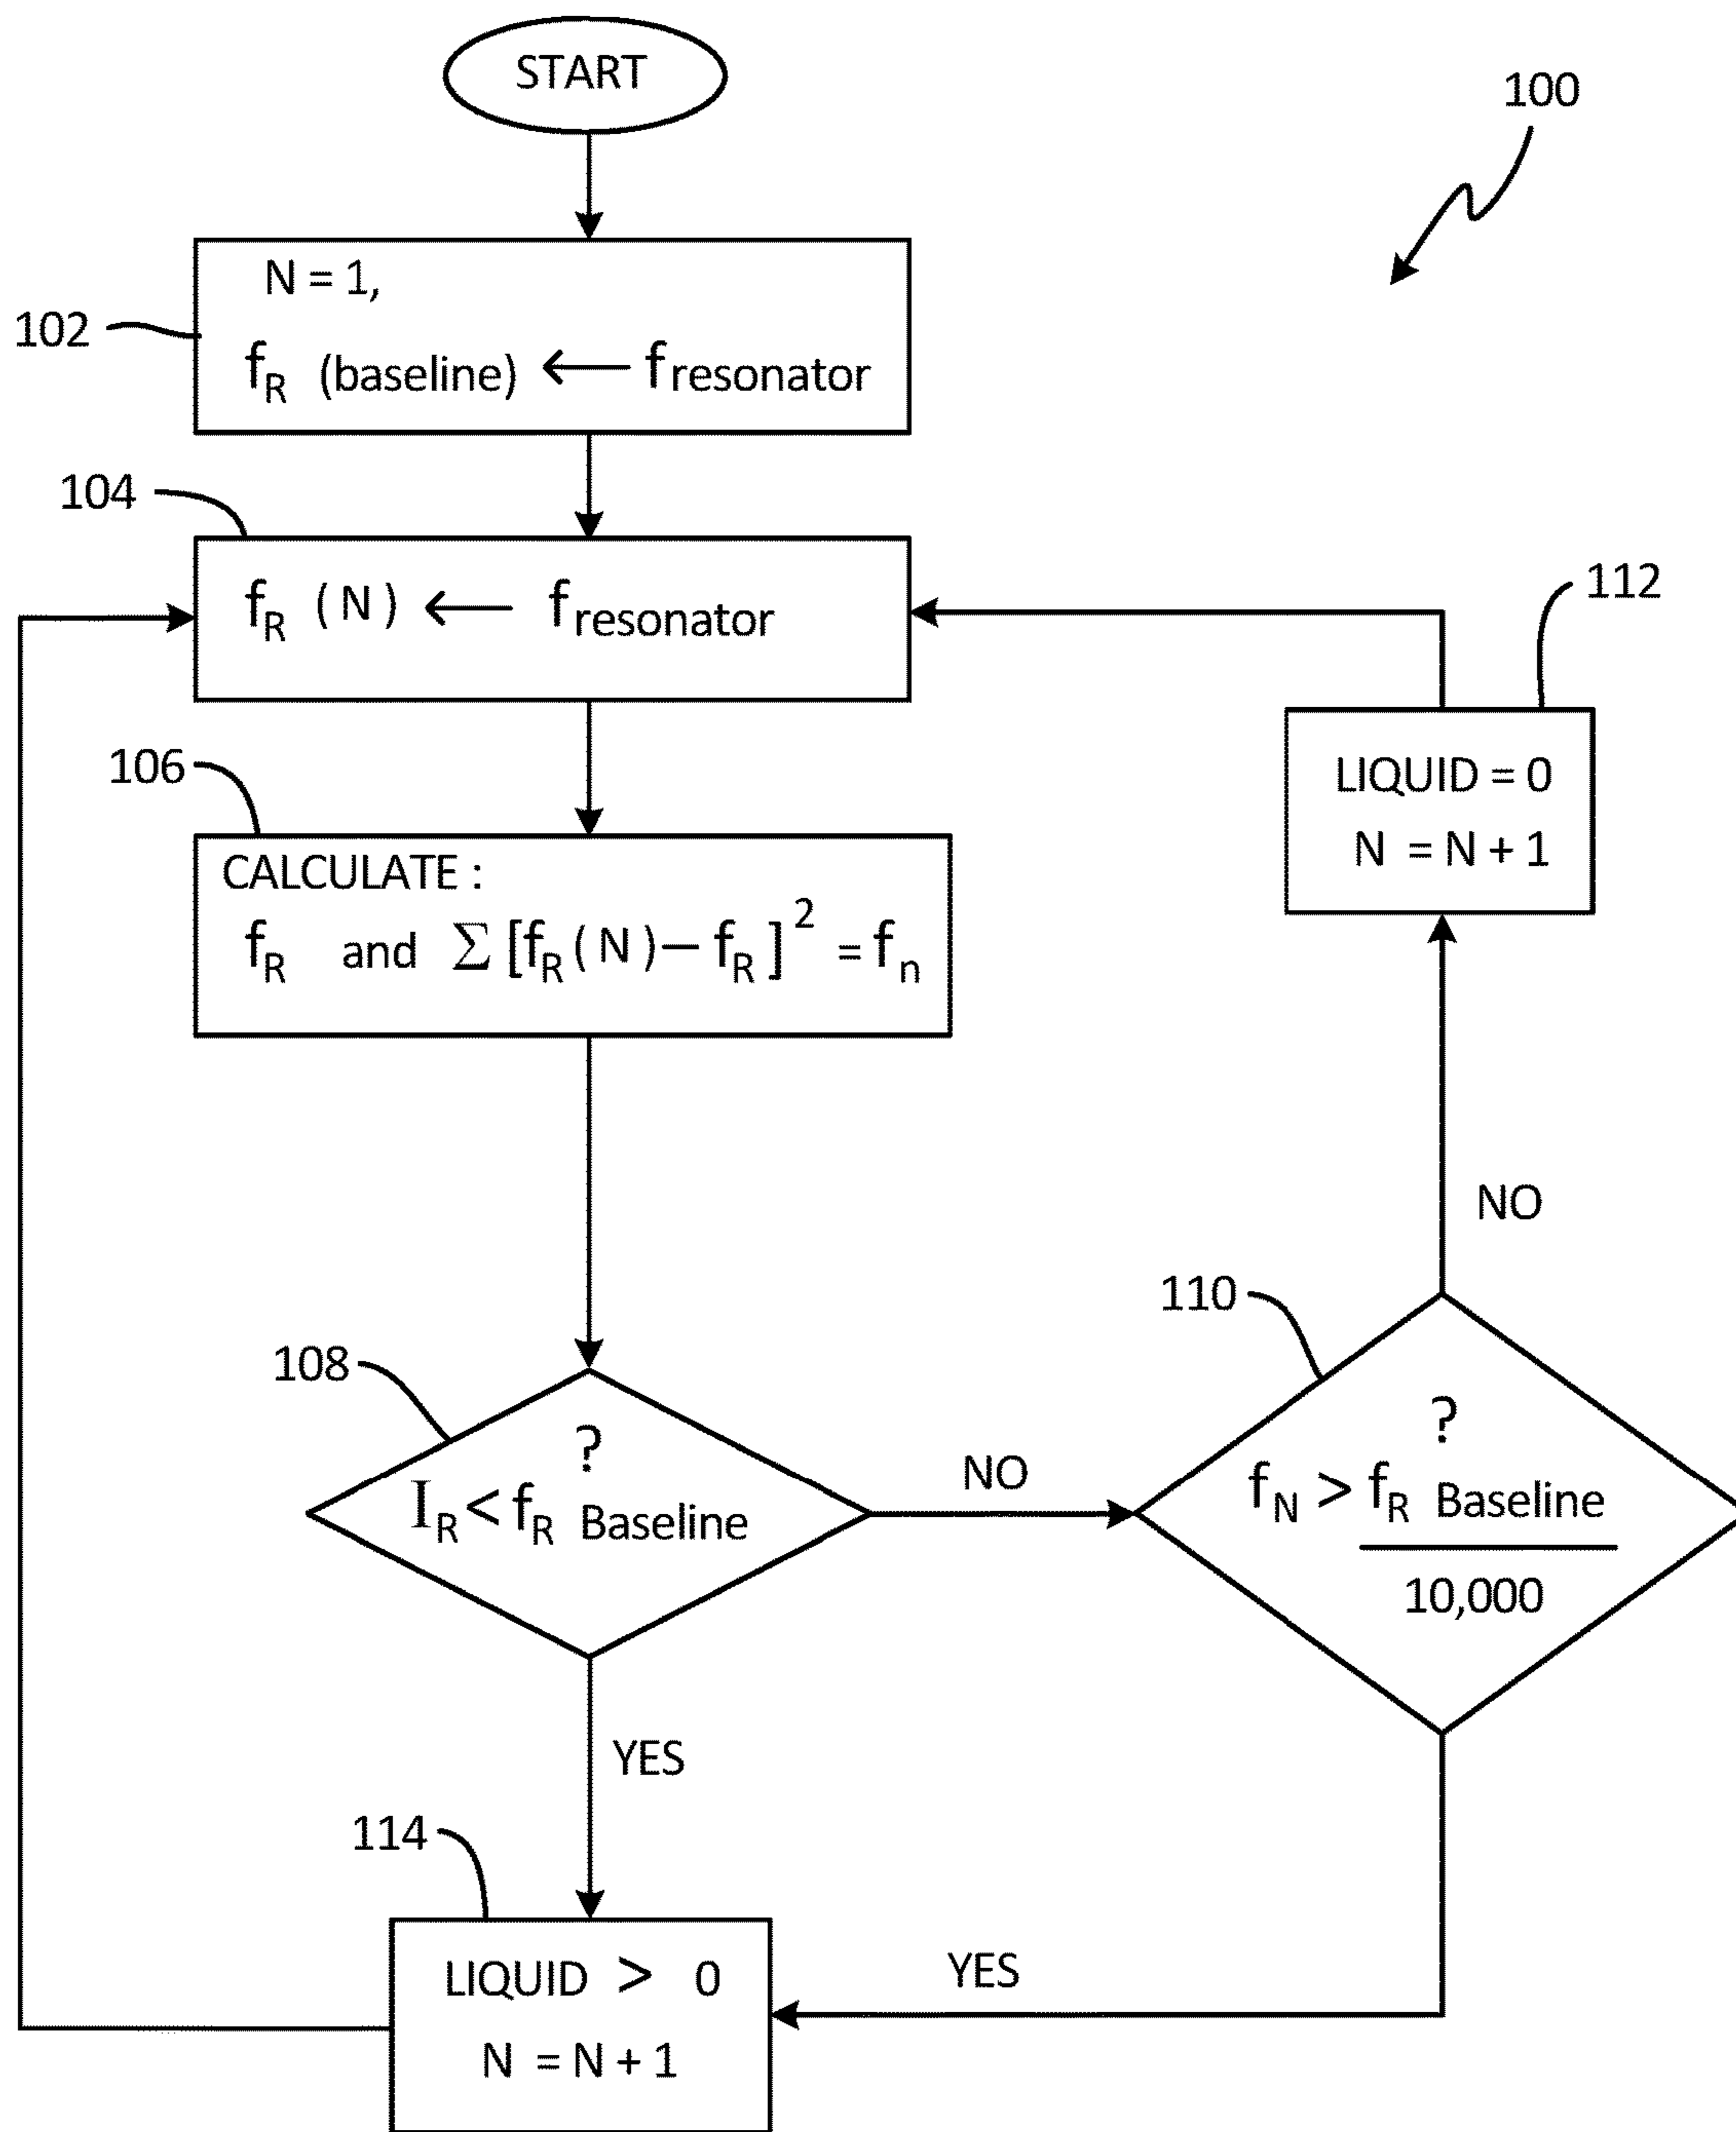 START
100
102
N = 1,
fR (baseline) ← fresonator
104
fR (N) ← fresonator
112
LIQUID = 0
N = N + 1
106
CALCULATE :
fR and Σ [fR(N) − fR]² = fn
NO
110
108
?
IR < fR Baseline
NO
?
fN > fR Baseline
10,000
YES
114
LIQUID > 0
N = N + 1
YES